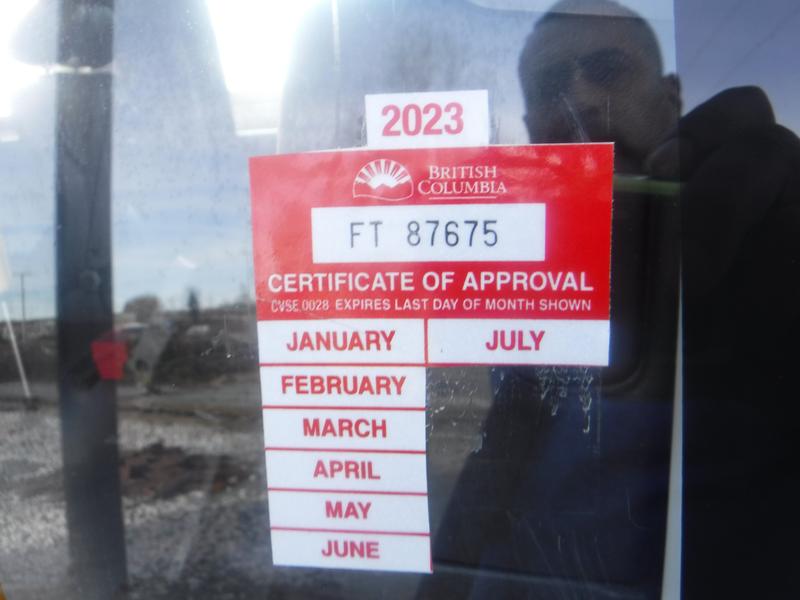 2023
BRITISH
COLUMBIA
FT 87675
CERTIFICATE OF APPROVAL
CVSE 0028 EXPIRES LAST DAY OF MONTH SHOWN
JANUARY JULY
FEBRUARY
MARCH
APRIL
MAY
JUNE